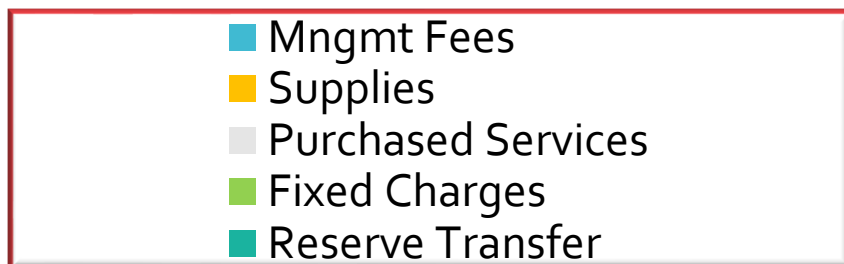 Mngmt Fees
Supplies
Purchased Services
Fixed Charges
Reserve Transfer